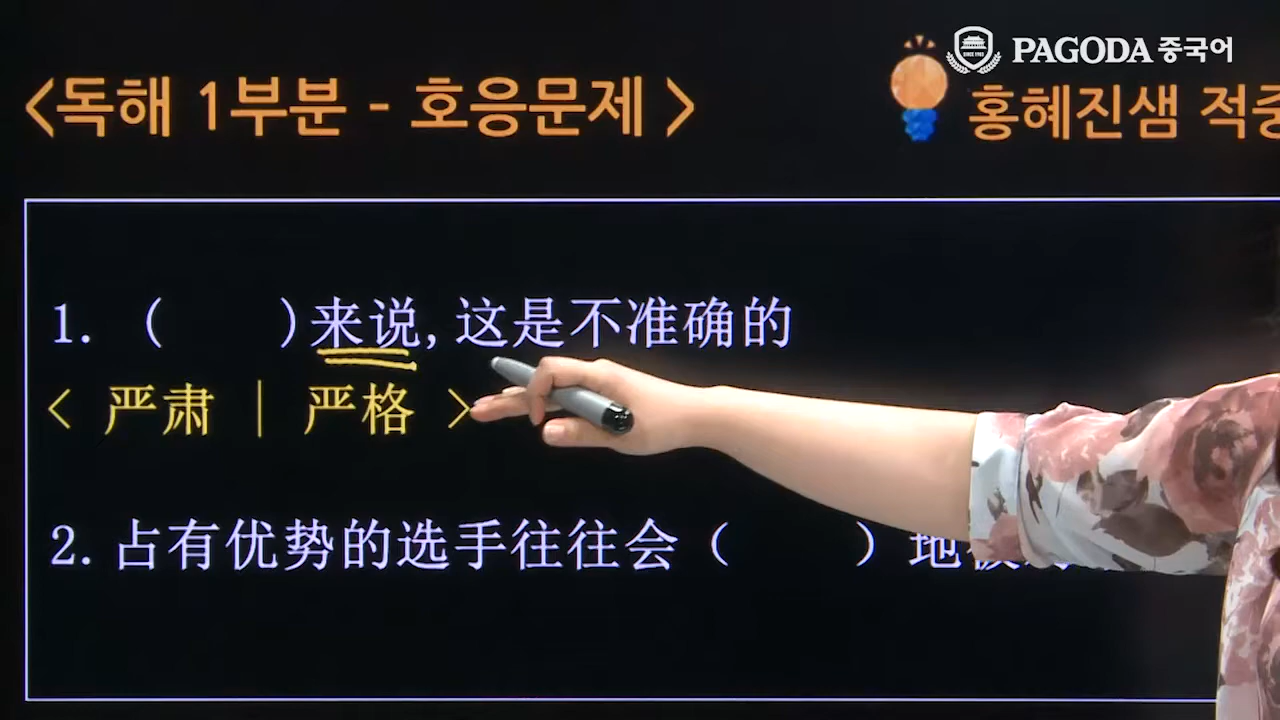 PAGODA 중국어
SINCE 1983
<독해 1부분 - 호응문제 >
홍혜진샘
1. ( )来说,这是不准确的
< 严肃 | 严格 >
2. 占有优势的选手往往会 ( ) 地